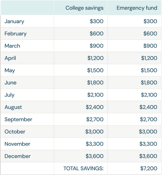 College savings Emergency fund
January $300 $300
February $600 $600
March $900 $900
April $1,200 $1,200
May $1,500 $1,500
June $1,800 $1,800
July $2,100 $2,100
August $2,400 $2,400
September $2,700 $2,700
October $3,000 $3,000
November $3,300 $3,300
December $3,600 $3,600
TOTAL SAVINGS: $7,200